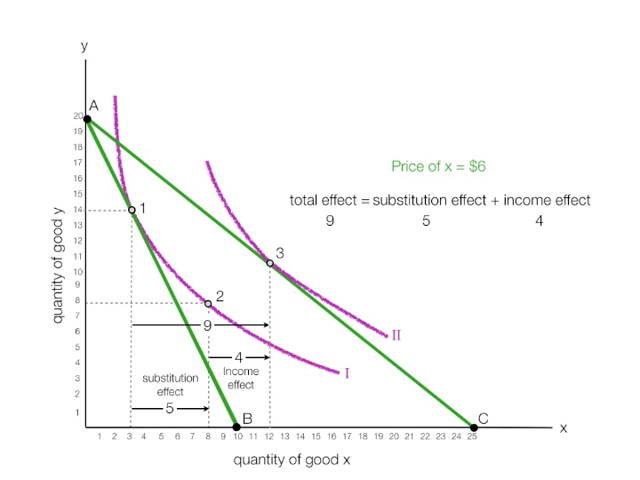 y
A
20
19
18
17
16
15
14
13
12
11
10
9
8
7
6
5
4
3
2
1
quantity of good y
Price of x = $6
total effect = substitution effect + income effect
9 5 4
1
3
2
9
II
4
Income
effect
I
substitution
effect
5
B
C
x
1 2 3 4 5 6 7 8 9 10 11 12 13 14 15 16 17 18 19 20 21 22 23 24 25
quantity of good x